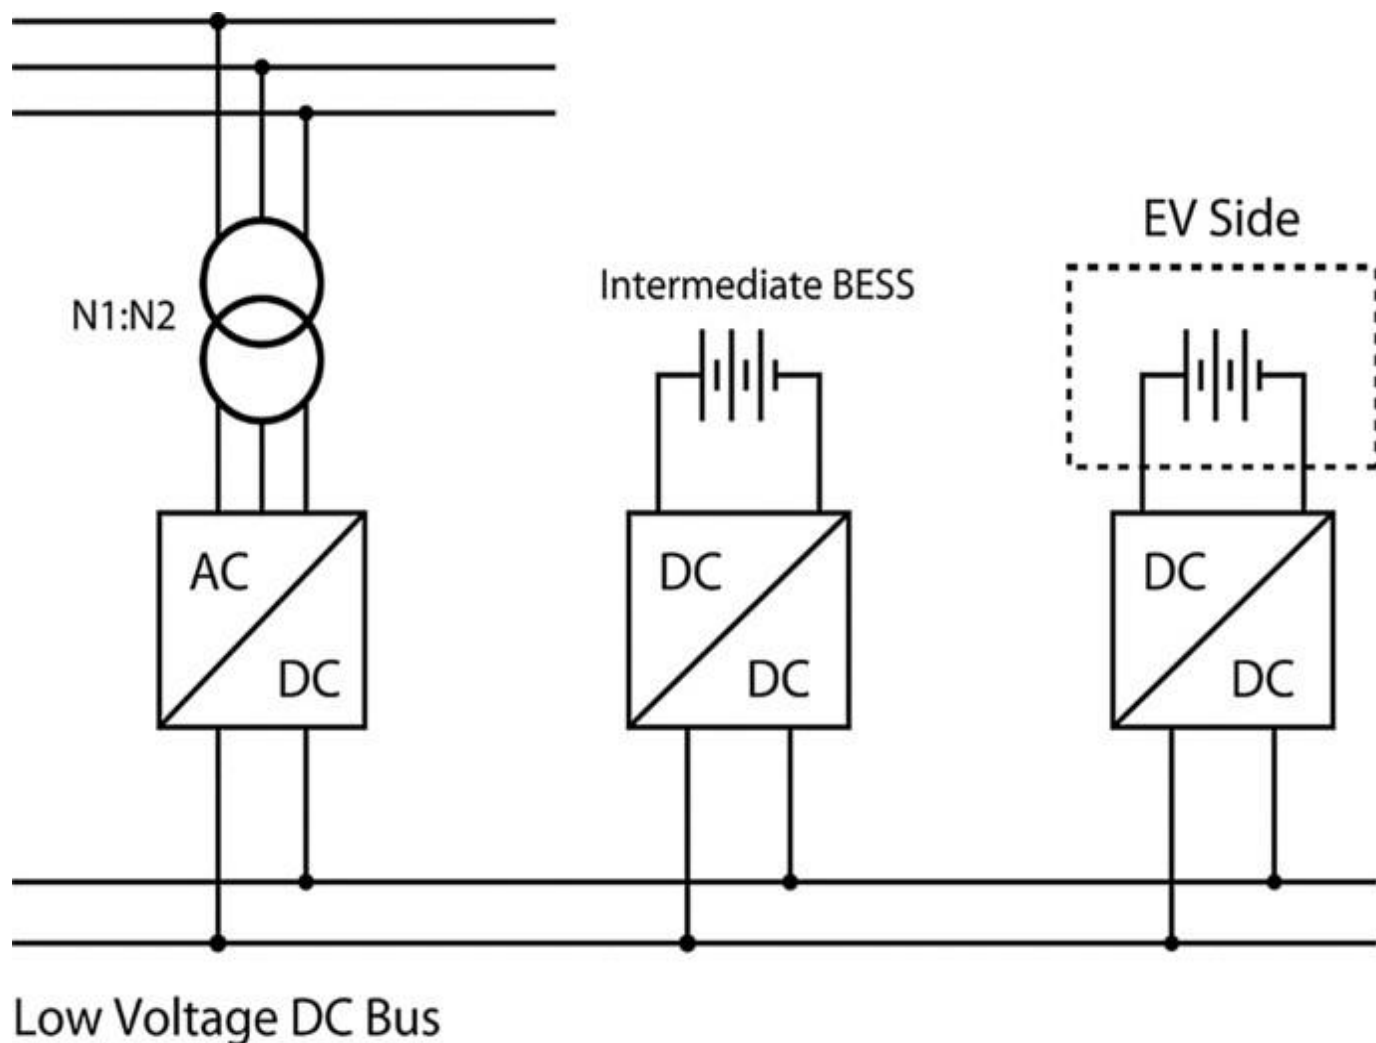 EV Side
Intermediate BESS
N1:N2
AC
DC
DC
DC
DC
DC
Low Voltage DC Bus